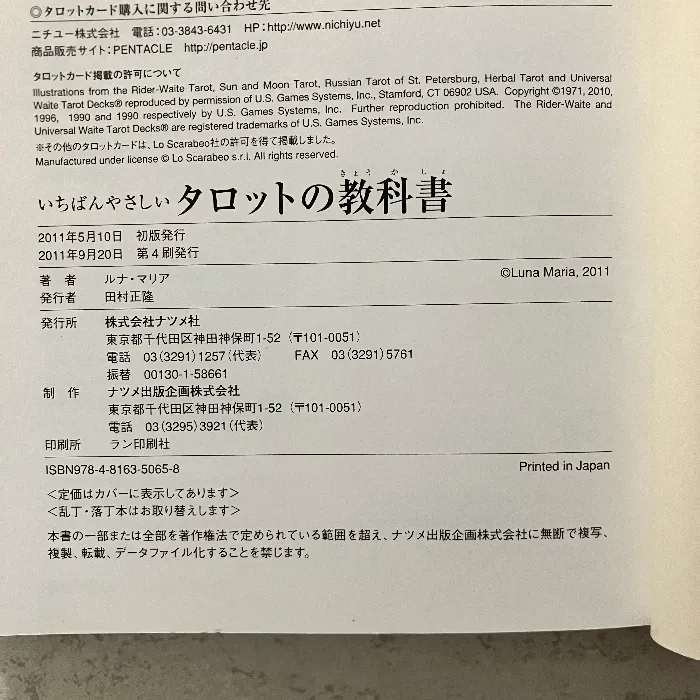 ◎タロットカード購入に関する問い合わせ先
ニチユー株式会社　電話：03-3843-6431　HP：http://www.nichiyu.net
商品販売サイト：PENTACLE　http://pentacle.jp
タロットカード掲載の許可について
Illustrations from the Rider-Waite Tarot, Sun and Moon Tarot, Russian Tarot of St. Petersburg, Herbal Tarot and Universal
Waite Tarot Decks® reproduced by permission of U.S. Games Systems, Inc., Stamford, CT 06902 USA. Copyright ©1971, 2010,
1996, 1990 and 1990 respectively by U.S. Games Systems, Inc. Further reproduction prohibited. The Rider-Waite and
Universal Waite Tarot Decks® are registered trademarks of U.S. Games Systems, Inc.
※その他のタロットカードは、Lo Scarabeo社の許可を得て掲載しました。
Manufactured under license © Lo Scarabeo s.r.l. All rights reserved.
きょうかしょ
いちばんやさしい タロットの教科書
2011年5月10日　初版発行
2011年9月20日　第4刷発行
著　者　ルナ・マリア　©Luna Maria, 2011
発行者　田村正隆
発行所　株式会社ナツメ社
東京都千代田区神田神保町1-52（〒101-0051）
電話　03(3291)1257(代表)　FAX　03(3291)5761
振替　00130-1-58661
制　作　ナツメ出版企画株式会社
東京都千代田区神田神保町1-52（〒101-0051）
電話　03(3295)3921(代表)
印刷所　ラン印刷社
ISBN978-4-8163-5065-8　Printed in Japan
＜定価はカバーに表示してあります＞
＜乱丁・落丁本はお取り替えします＞
本書の一部または全部を著作権法で定められている範囲を超え、ナツメ出版企画株式会社に無断で複写、
複製、転載、データファイル化することを禁じます。